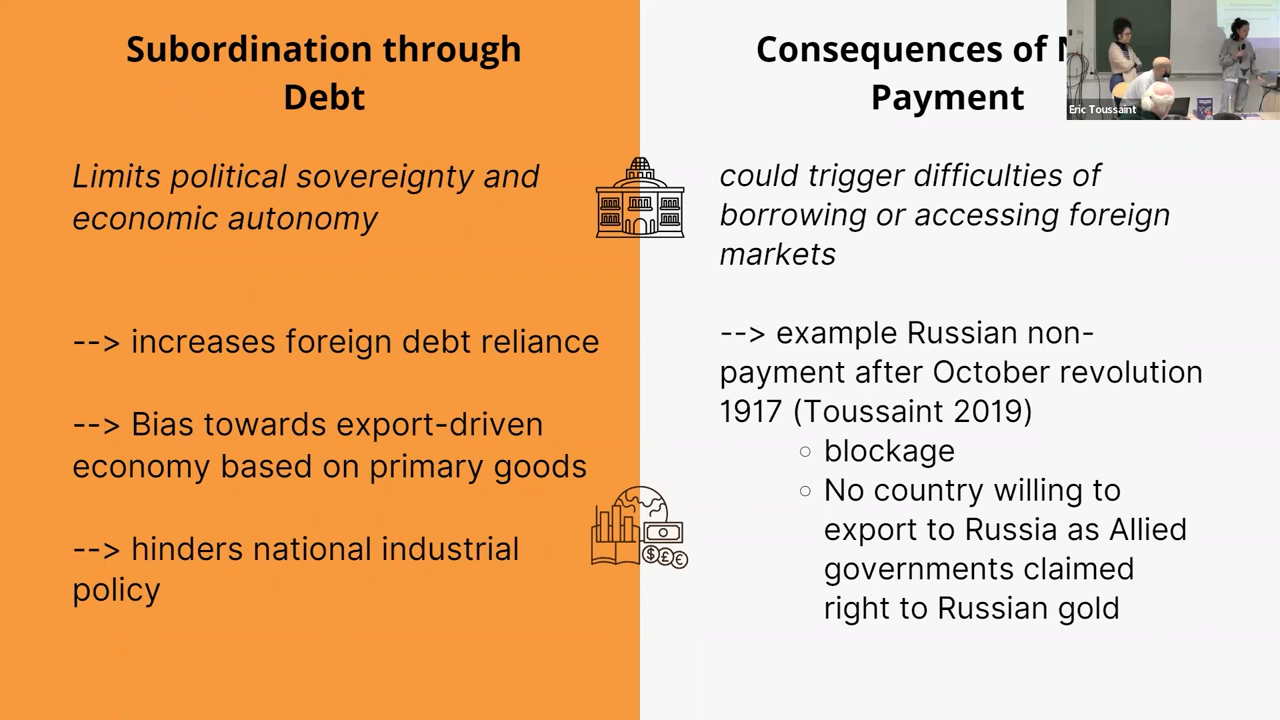 Subordination through
Debt
Limits political sovereignty and
economic autonomy
--> increases foreign debt reliance
--> Bias towards export-driven
economy based on primary goods
--> hinders national industrial
policy
Consequences of
Payment
could trigger difficulties of
borrowing or accessing foreign
markets
--> example Russian non-
payment after October revolution
1917 (Toussaint 2019)
blockage
No country willing to
export to Russia as Allied
governments claimed
right to Russian gold
Eric Toussaint